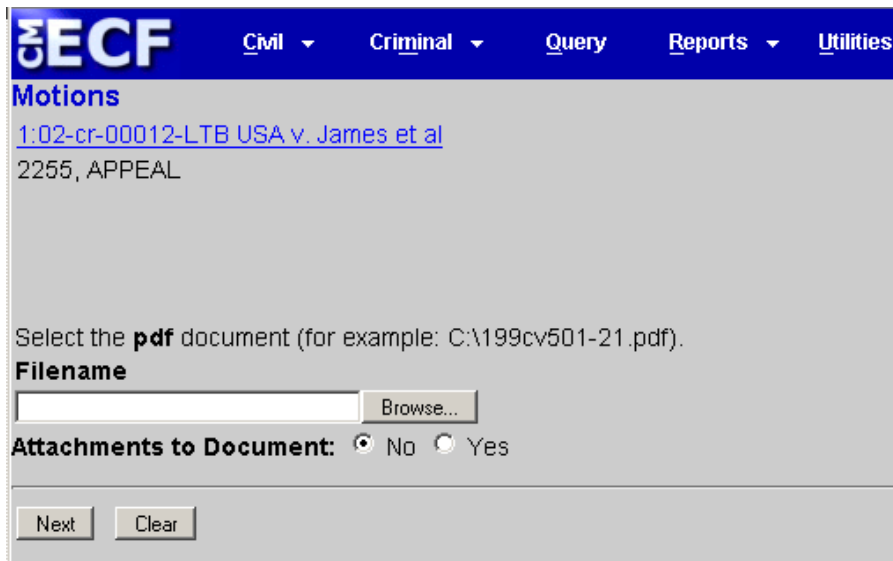 CM ECF Civil Criminal Query Reports Utilities
Motions
1:02-cr-00012-LTB USA v. James et al
2255, APPEAL
Select the pdf document (for example: C:\199cv501-21.pdf).
Filename
Browse...
Attachments to Document: No Yes
Next Clear